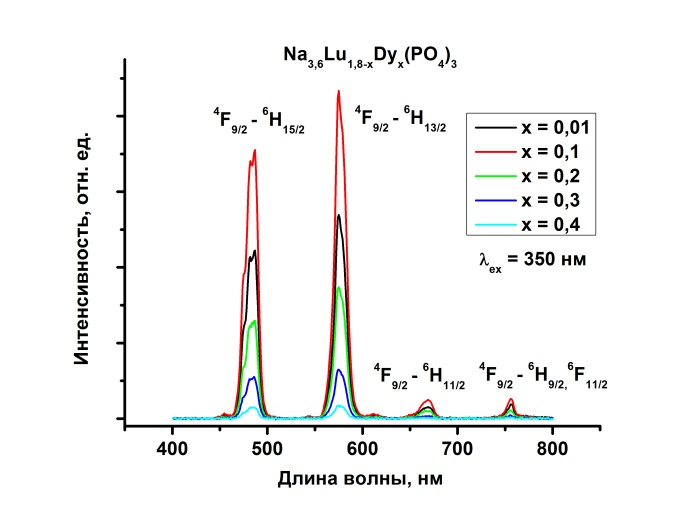 Na3,6Lu1,8-xDyx(PO4)3
4F9/2 - 6H15/2
4F9/2 - 6H13/2
x = 0,01
x = 0,1
x = 0,2
x = 0,3
x = 0,4
λex = 350 нм
4F9/2 - 6H11/2
4F9/2 - 6H9/2, 6F11/2
Интенсивность, отн. ед.
400 500 600 700 800
Длина волны, нм